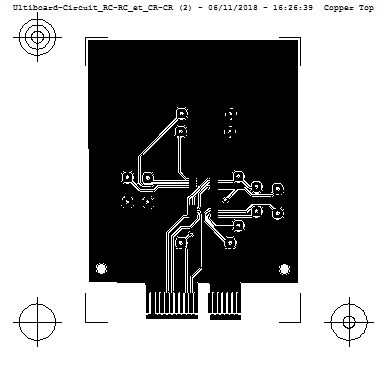 Ultiboard-Circuit_RC-RC_et_CR-CR (2) - 06/11/2018 - 16:26:39  Copper Top